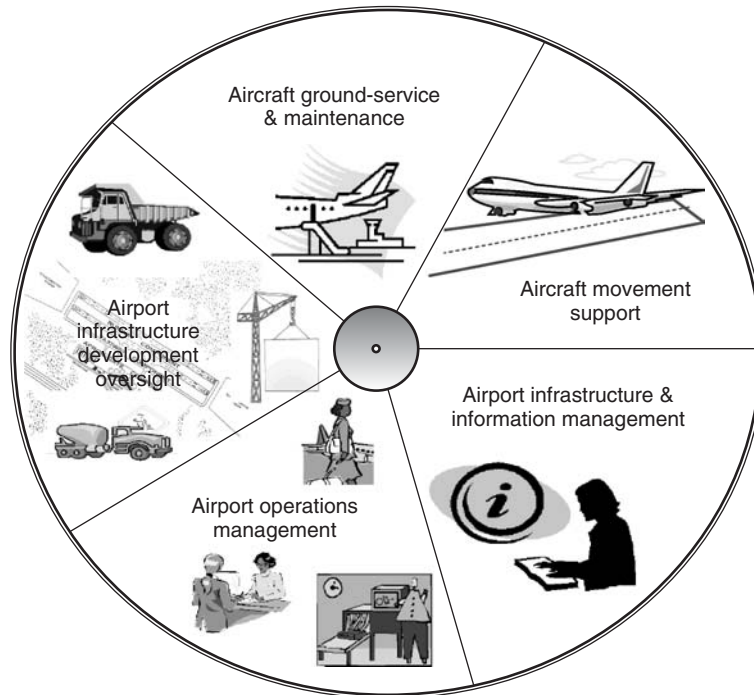 Aircraft ground-service
& maintenance
Aircraft movement
support
Airport
infrastructure
development
oversight
Airport infrastructure &
information management
Airport operations
management
i